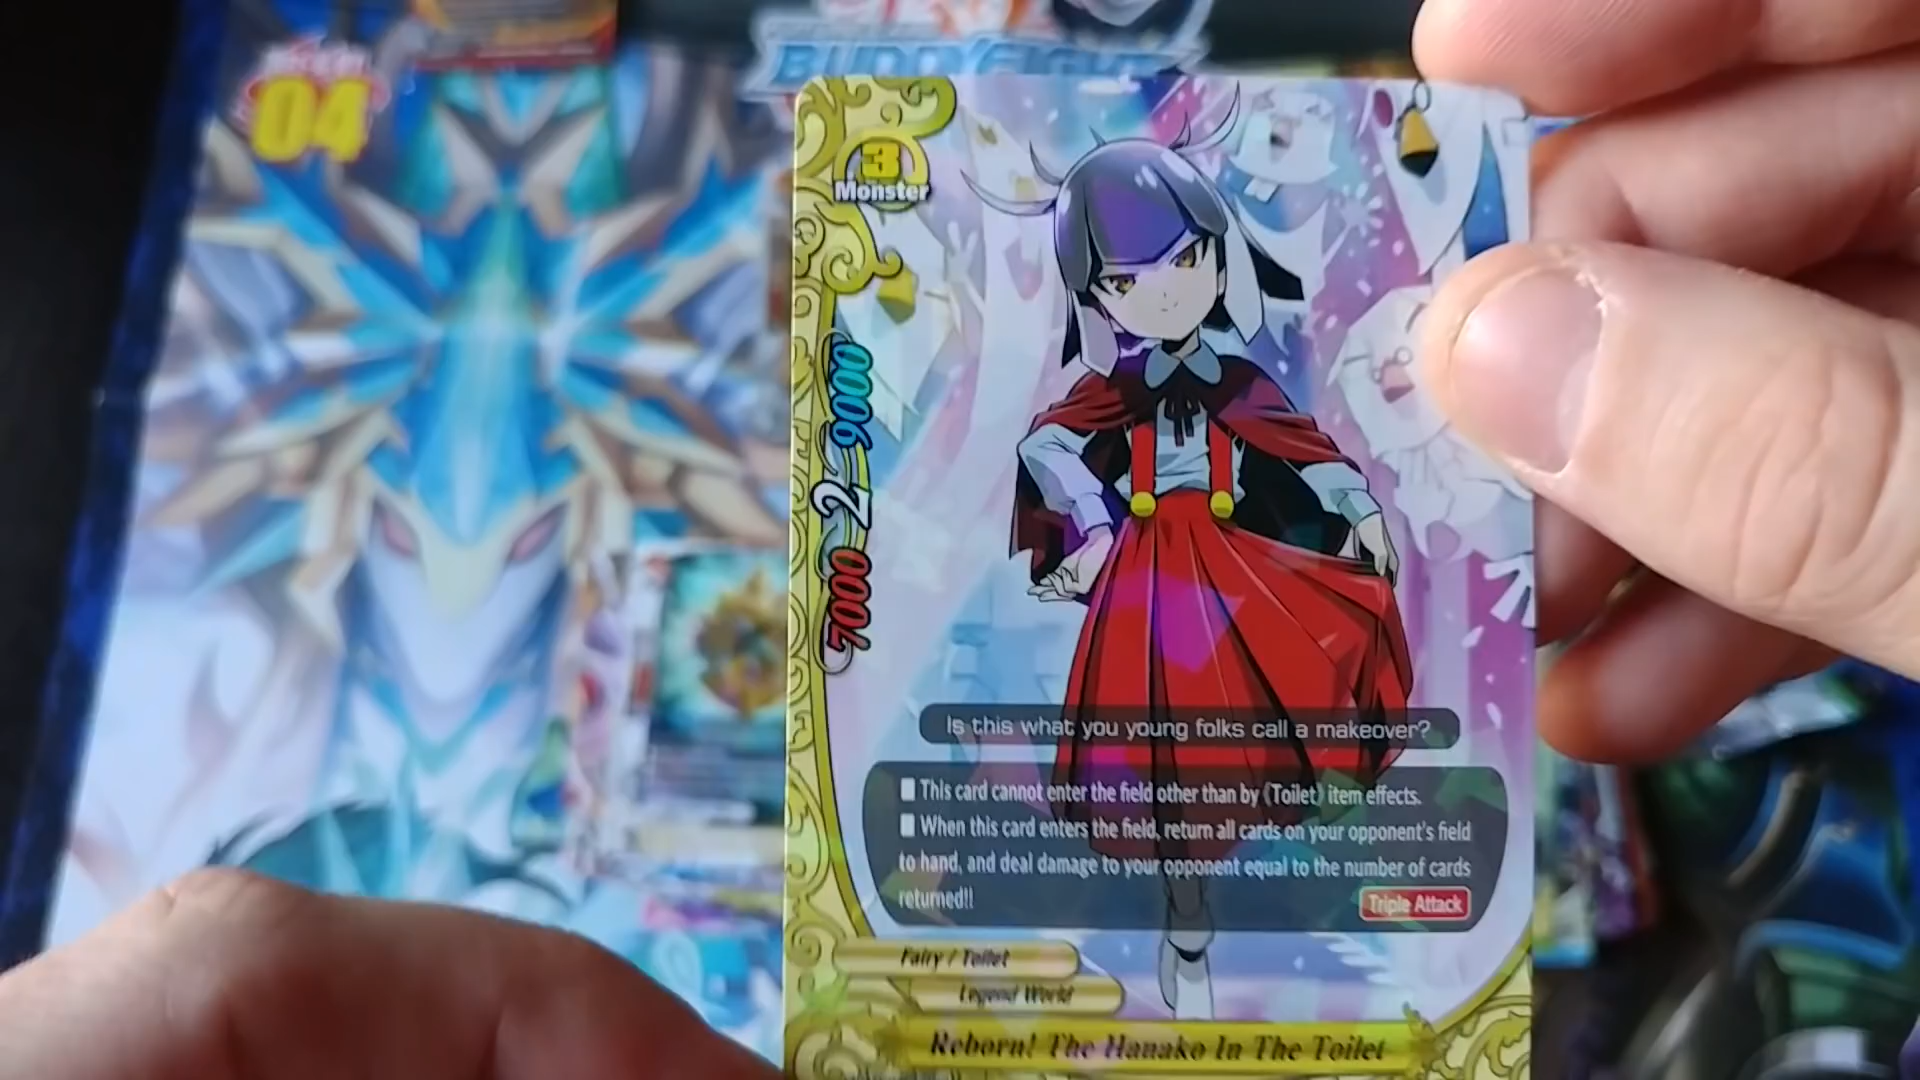 BUDDYFIGHT
04
3
Monster
9000
2
7000
Is this what you young folks call a makeover?
■ This card cannot enter the field other than by《Toilet》item effects.
■ When this card enters the field, return all cards on your opponent's field
to hand, and deal damage to your opponent equal to the number of cards
returned!!
Triple Attack
Fairy / Toilet
Legend World
Reborn! The Hanako In The Toilet